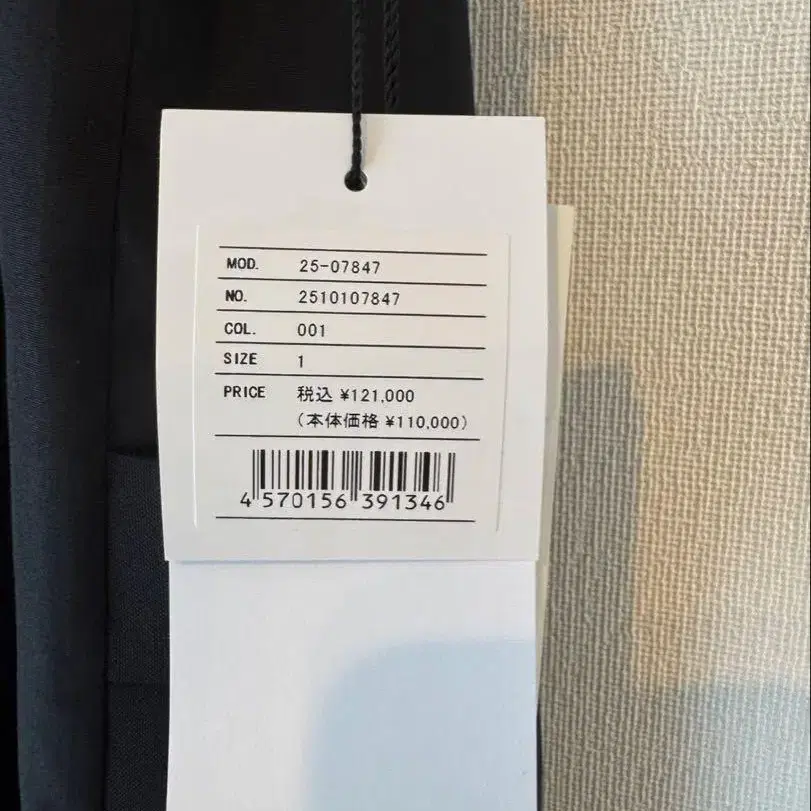 MOD. 25-07847
NO. 2510107847
COL. 001
SIZE 1
PRICE 税込 ¥121,000
(本体価格 ¥110,000)
4 570156 391346